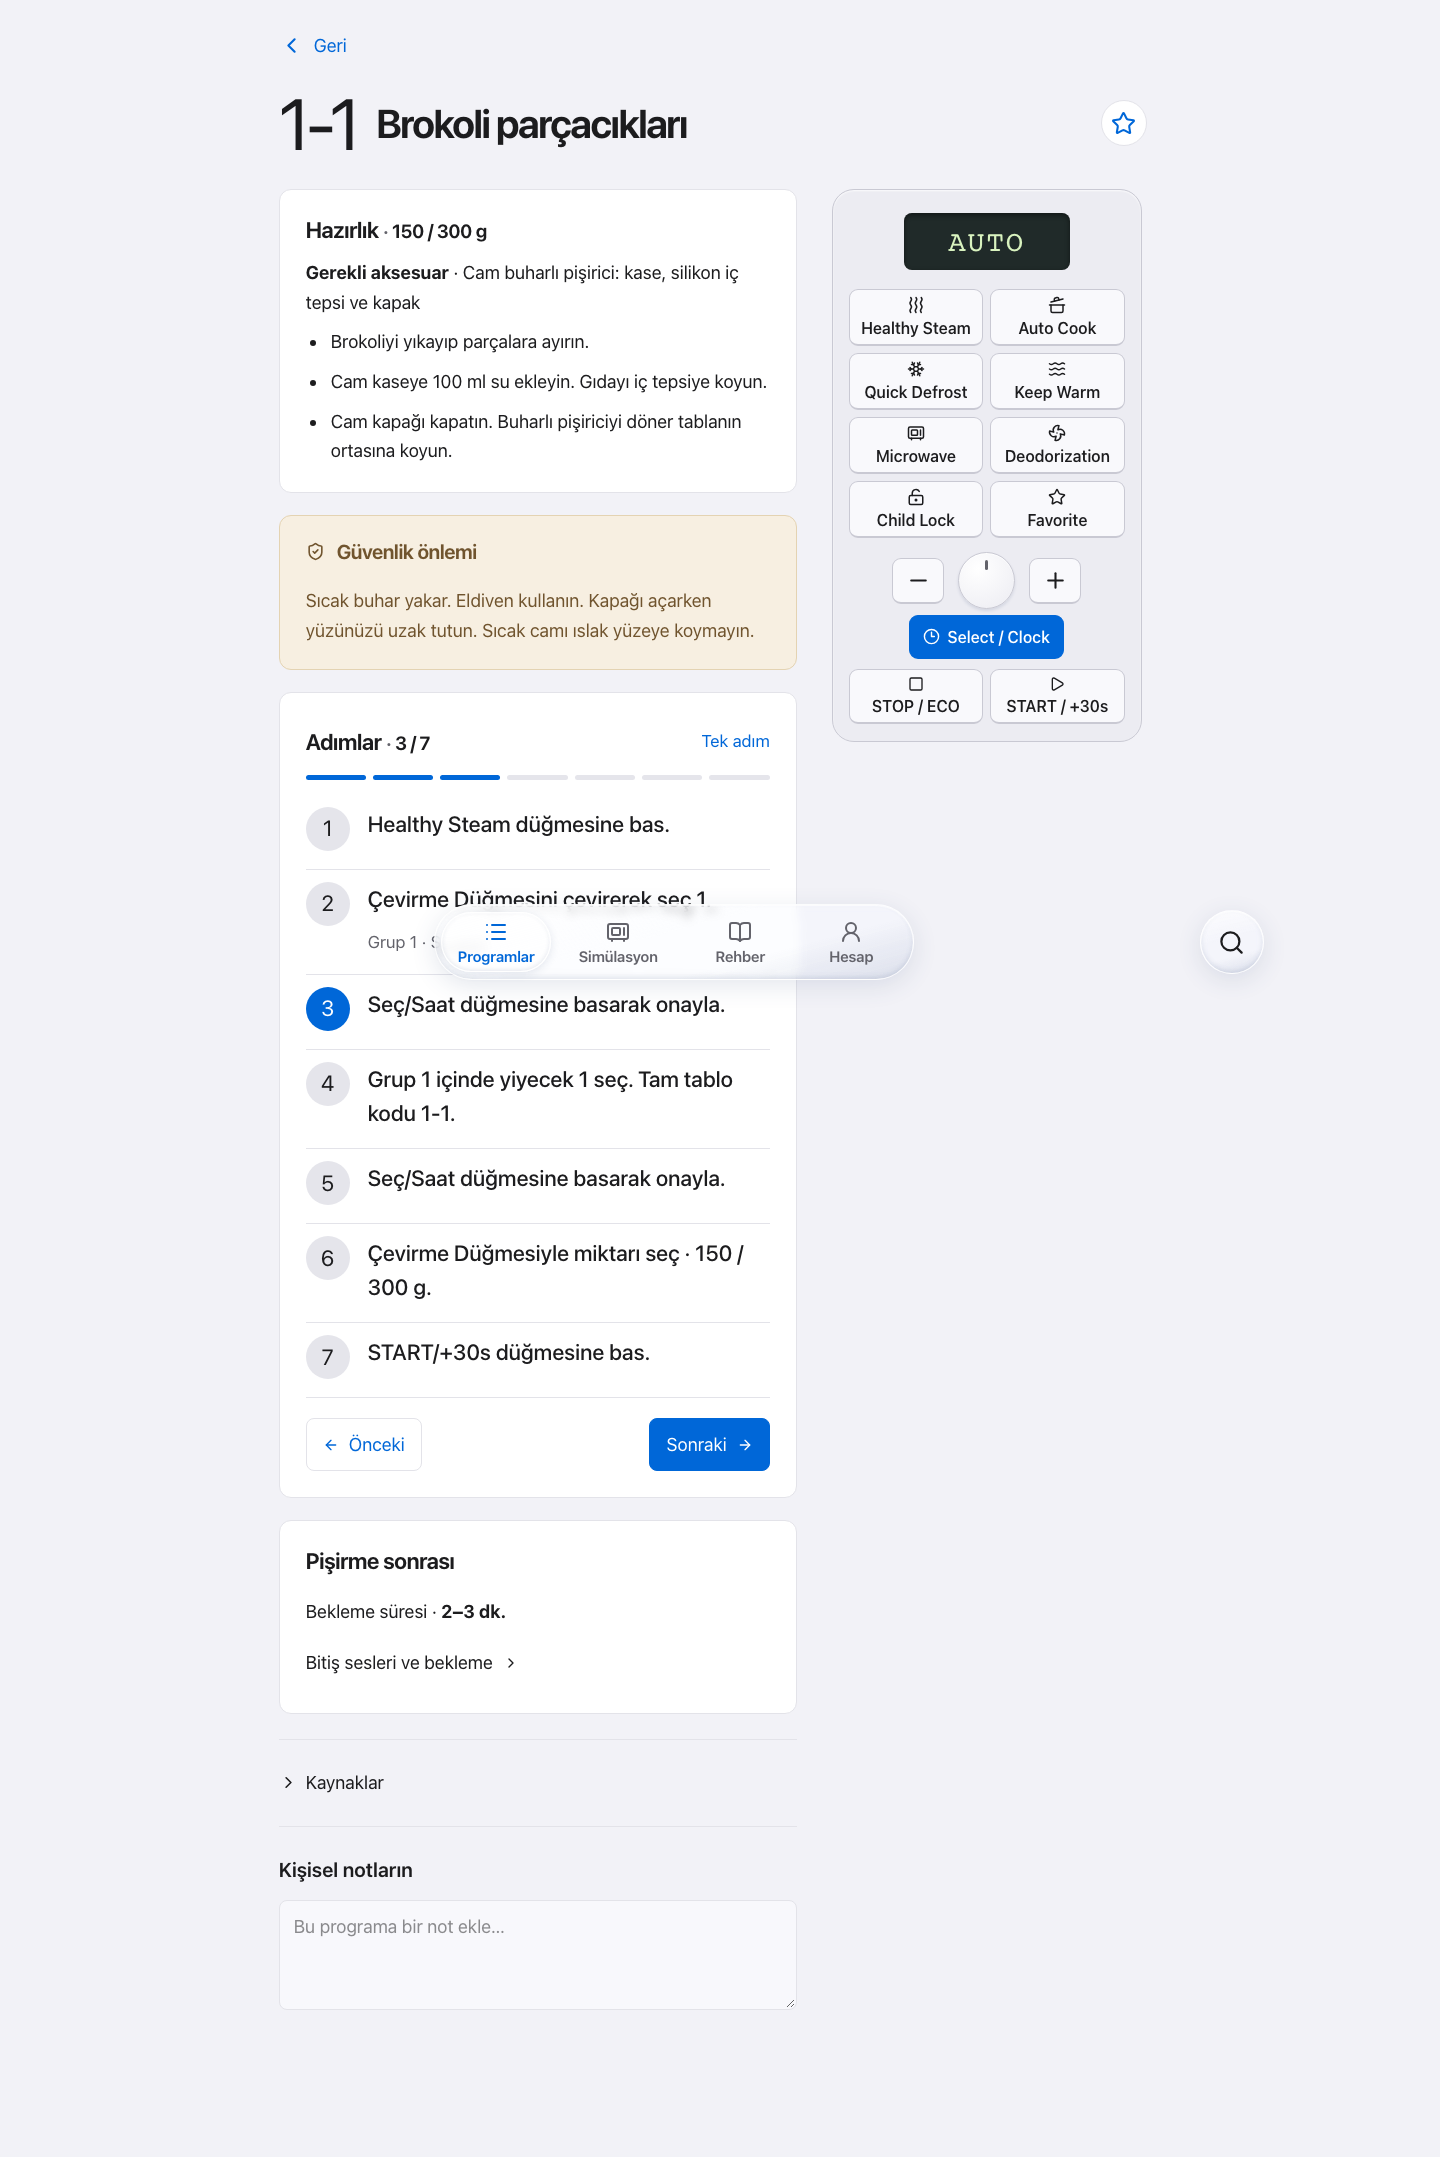 Geri
1-1 Brokoli parçacıkları
Hazırlık · 150 / 300 g
Gerekli aksesuar · Cam buharlı pişirici: kase, silikon iç
tepsi ve kapak
• Brokoliyi yıkayıp parçalara ayırın.
• Cam kaseye 100 ml su ekleyin. Gıdayı iç tepsiye koyun.
• Cam kapağı kapatın. Buharlı pişiriciyi döner tablanın
ortasına koyun.
Güvenlik önlemi
Sıcak buhar yakar. Eldiven kullanın. Kapağı açarken
yüzünüzü uzak tutun. Sıcak camı ıslak yüzeye koymayın.
Adımlar · 3 / 7
Tek adım
1 Healthy Steam düğmesine bas.
2 Çevirme Düğmesini çevirerek seç 1.
Grup 1 ·
3 Seç/Saat düğmesine basarak onayla.
4 Grup 1 içinde yiyecek 1 seç. Tam tablo
kodu 1-1.
5 Seç/Saat düğmesine basarak onayla.
6 Çevirme Düğmesiyle miktarı seç · 150 /
300 g.
7 START/+30s düğmesine bas.
Önceki
Sonraki
Pişirme sonrası
Bekleme süresi · 2–3 dk.
Bitiş sesleri ve bekleme
Kaynaklar
Kişisel notların
Bu programa bir not ekle...
AUTO
Healthy Steam
Auto Cook
Quick Defrost
Keep Warm
Microwave
Deodorization
Child Lock
Favorite
Select / Clock
STOP / ECO
START / +30s
Programlar
Simülasyon
Rehber
Hesap